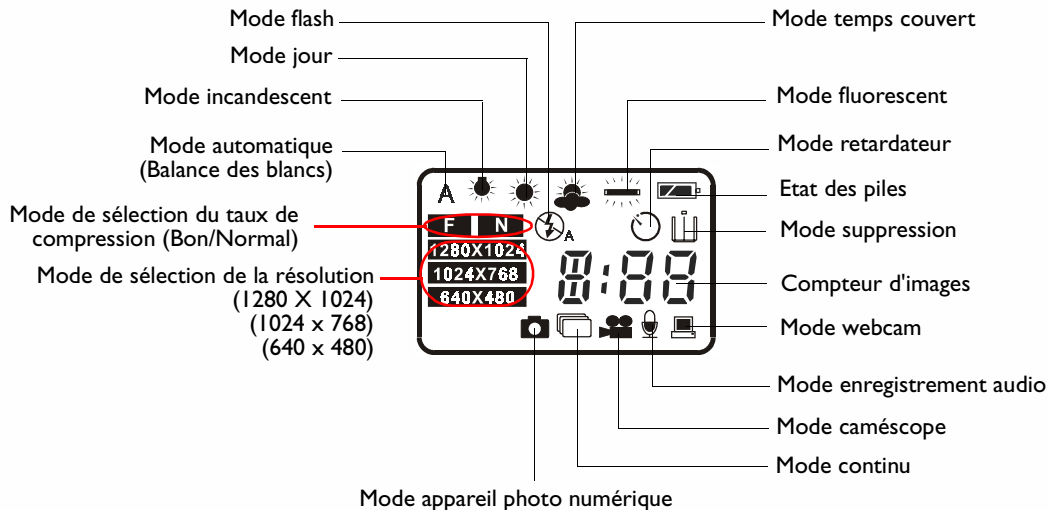 Mode flash
Mode jour
Mode incandescent
Mode automatique
(Balance des blancs)
Mode de sélection du taux de
compression (Bon/Normal)
Mode de sélection de la résolution
(1280 X 1024)
(1024 x 768)
(640 x 480)
Mode temps couvert
Mode fluorescent
Mode retardateur
Etat des piles
Mode suppression
Compteur d'images
Mode webcam
Mode enregistrement audio
Mode caméscope
Mode continu
Mode appareil photo numérique
A
F N
A
1280X1024
1024X768
640X480
8:88